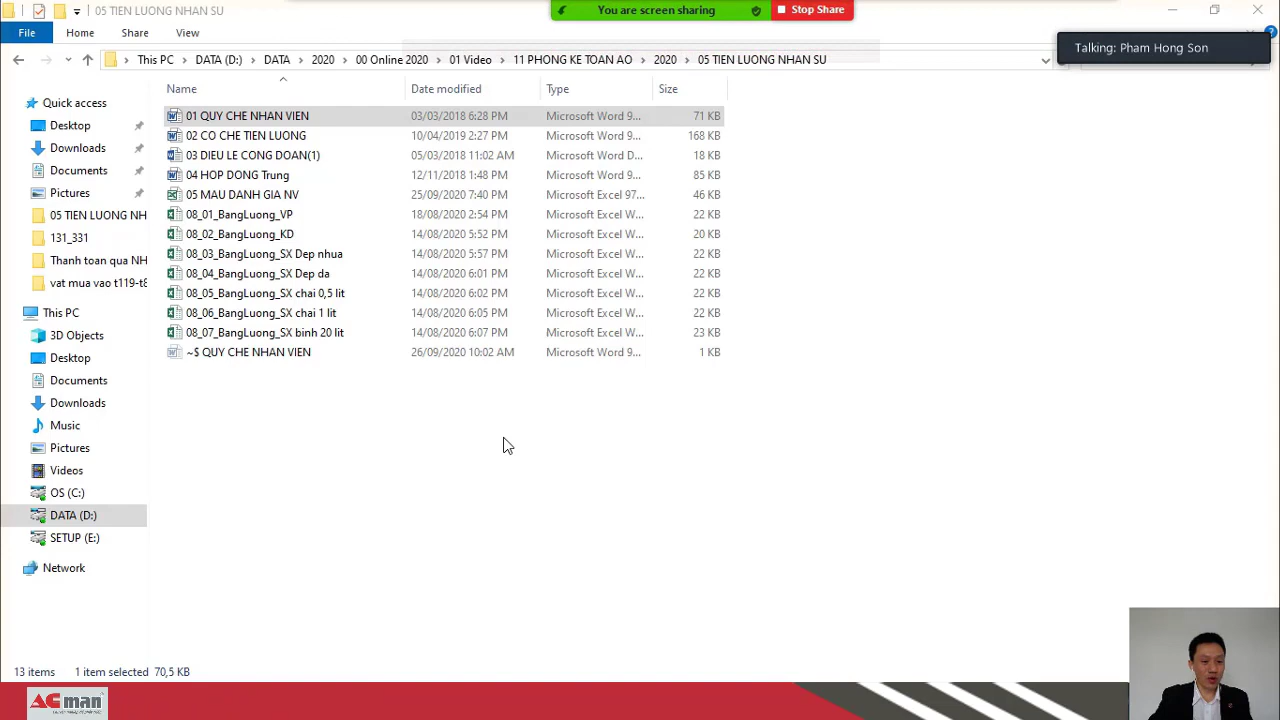 05 TIEN LUONG NHAN SU
You are screen sharing
Stop Share
File Home Share View
Talking: Pham Hong Son
This PC DATA (D:) DATA 2020 00 Online 2020 01 Video 11 PHONG KE TOAN AO 2020 05 TIEN LUONG NHAN SU
Name Date modified Type Size
Quick access
Desktop
Downloads
Documents
Pictures
05 TIEN LUONG NH
131_331
Thanh toan qua NH
vat mua vao t119-t8
This PC
3D Objects
Desktop
Documents
Downloads
Music
Pictures
Videos
OS (C:)
DATA (D:)
SETUP (E:)
Network
01 QUY CHE NHAN VIEN 03/03/2018 6:28 PM Microsoft Word 9... 71 KB
02 CO CHE TIEN LUONG 10/04/2019 2:27 PM Microsoft Word 9... 168 KB
03 DIEU LE CONG DOAN(1) 05/03/2018 11:02 AM Microsoft Word D... 18 KB
04 HOP DONG Trung 12/11/2018 1:48 PM Microsoft Word 9... 85 KB
05 MAU DANH GIA NV 25/09/2020 7:40 PM Microsoft Excel 97... 46 KB
08_01_BangLuong_VP 18/08/2020 2:54 PM Microsoft Excel W... 22 KB
08_02_BangLuong_KD 14/08/2020 5:52 PM Microsoft Excel W... 20 KB
08_03_BangLuong_SX Dep nhua 14/08/2020 5:57 PM Microsoft Excel W... 22 KB
08_04_BangLuong_SX Dep da 14/08/2020 6:01 PM Microsoft Excel W... 22 KB
08_05_BangLuong_SX chai 0,5 lit 14/08/2020 6:02 PM Microsoft Excel W... 22 KB
08_06_BangLuong_SX chai 1 lit 14/08/2020 6:05 PM Microsoft Excel W... 22 KB
08_07_BangLuong_SX binh 20 lit 14/08/2020 6:07 PM Microsoft Excel W... 23 KB
~$ QUY CHE NHAN VIEN 26/09/2020 10:02 AM Microsoft Word 9... 1 KB
13 items 1 item selected 70,5 KB
ACman